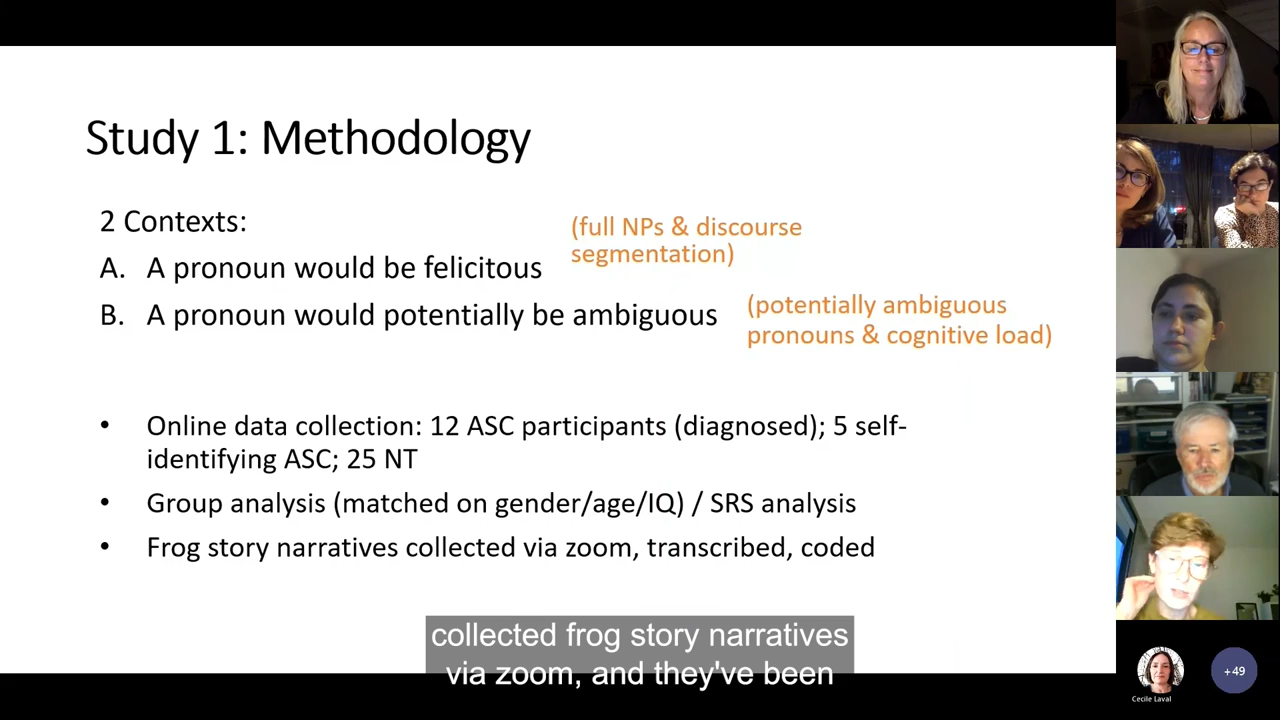 Study 1: Methodology
2 Contexts:
(full NPs & discourse
segmentation)
A. A pronoun would be felicitous
B. A pronoun would potentially be ambiguous
(potentially ambiguous
pronouns & cognitive load)
• Online data collection: 12 ASC participants (diagnosed); 5 self-
identifying ASC; 25 NT
• Group analysis (matched on gender/age/IQ) / SRS analysis
• Frog story narratives collected via zoom, transcribed, coded
collected frog story narratives
via zoom, and they've been
Cecile Laval
+49